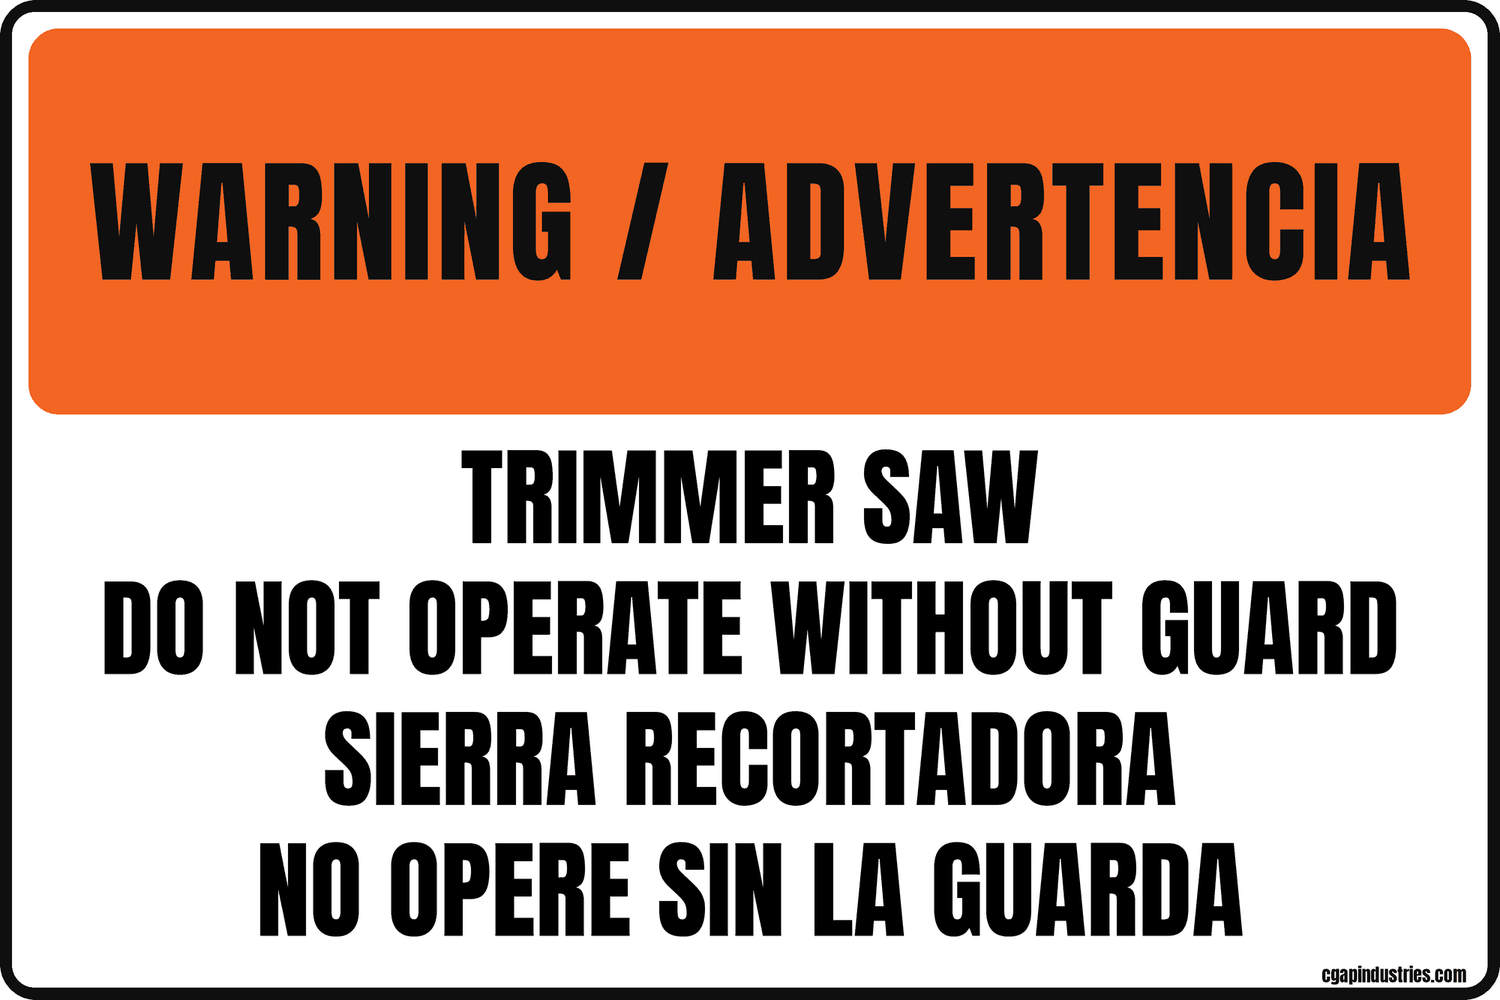 WARNING / ADVERTENCIA
TRIMMER SAW
DO NOT OPERATE WITHOUT GUARD
SIERRA RECORTADORA
NO OPERE SIN LA GUARDA
cgapindustries.com